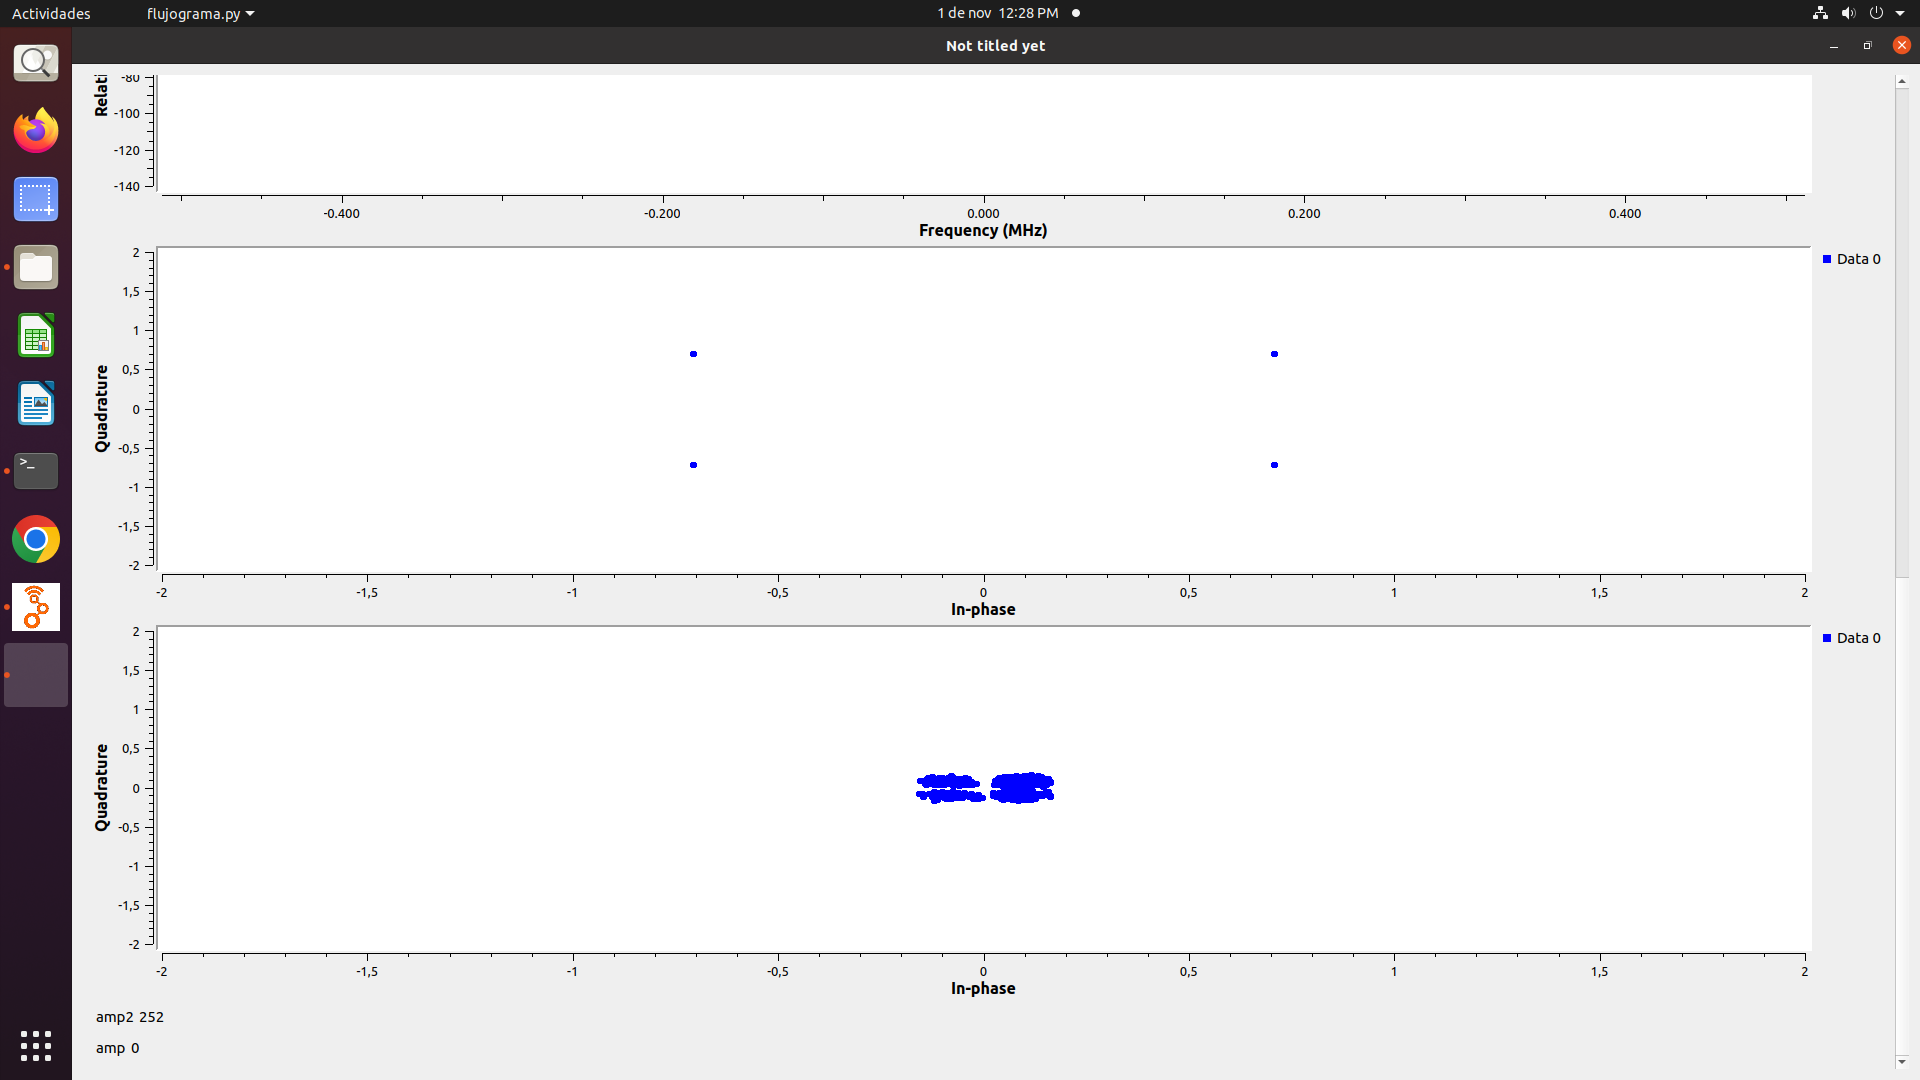 Actividades
flujograma.py
1 de nov 12:28 PM
Not titled yet
-80
-100
-120
-140
-0.400 -0.200 0.000 0.200 0.400
Frequency (MHz)
2
1,5
1
0,5
0
-0,5
-1
-1,5
-2
Quadrature
Data 0
-2 -1,5 -1 -0,5 0 0,5 1 1,5 2
In-phase
2
1,5
1
0,5
0
-0,5
-1
-1,5
-2
Quadrature
Data 0
-2 -1,5 -1 -0,5 0 0,5 1 1,5 2
In-phase
amp2 252
amp 0